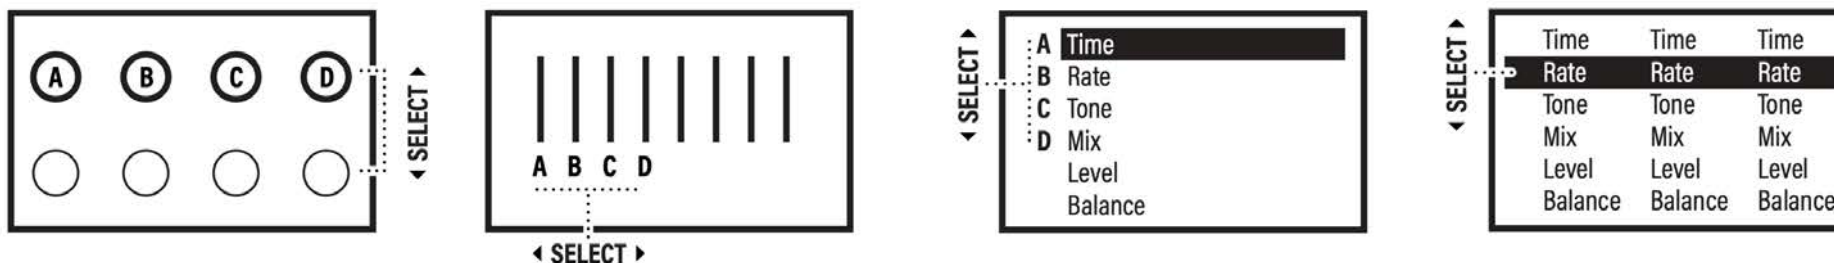 A B C D
◄ SELECT ►
A B C D
◄ SELECT ►
◄ SELECT ►
A Time
B Rate
C Tone
D Mix
Level
Balance
◄ SELECT ►
Time Time Time
Rate Rate Rate
Tone Tone Tone
Mix Mix Mix
Level Level Level
Balance Balance Balance